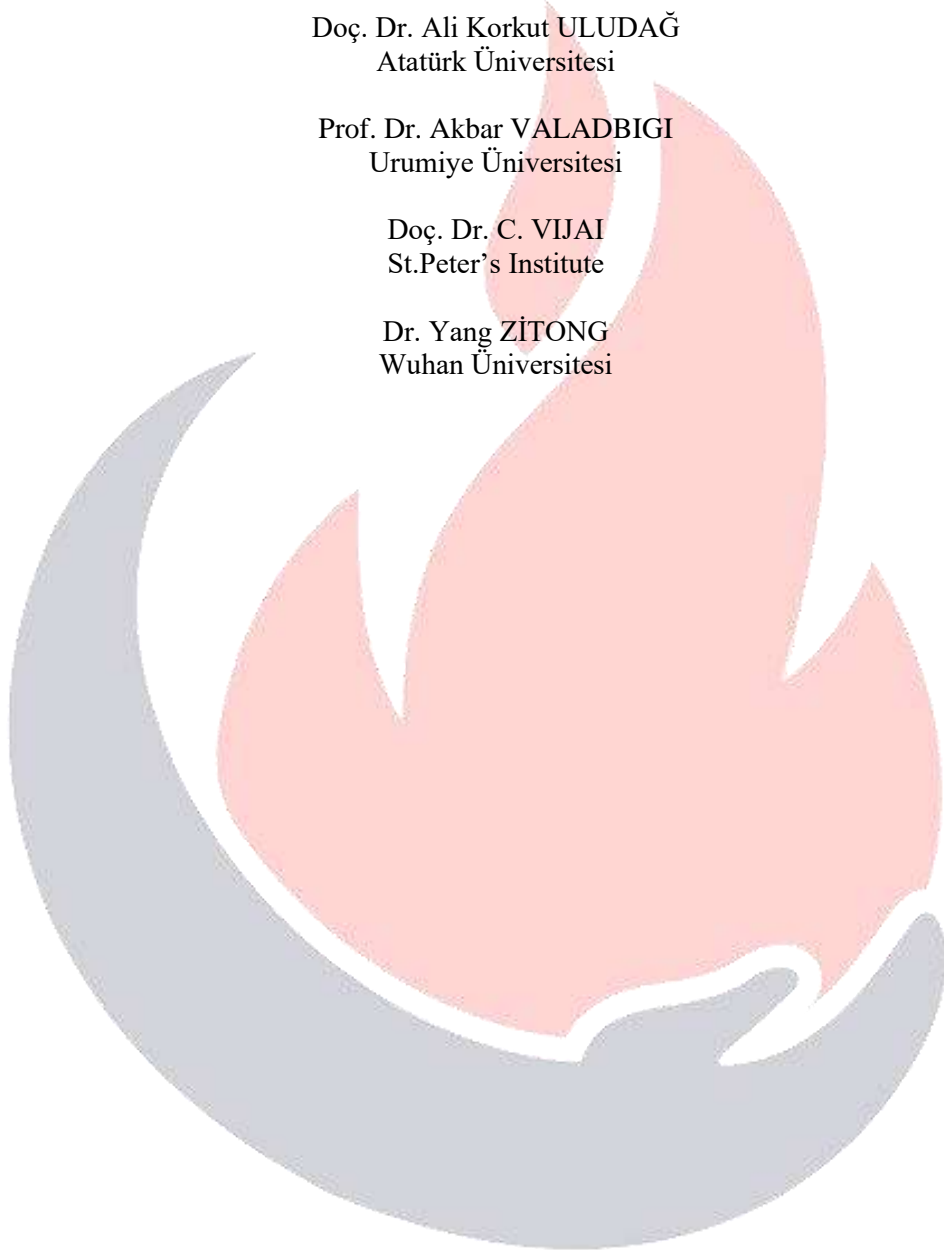 Doç. Dr. Ali Korkut ULUDAĞ
Atatürk Üniversitesi
Prof. Dr. Akbar VALADBIGI
Urumiye Üniversitesi
Doç. Dr. C. VIJAI
St.Peter’s Institute
Dr. Yang ZİTONG
Wuhan Üniversitesi